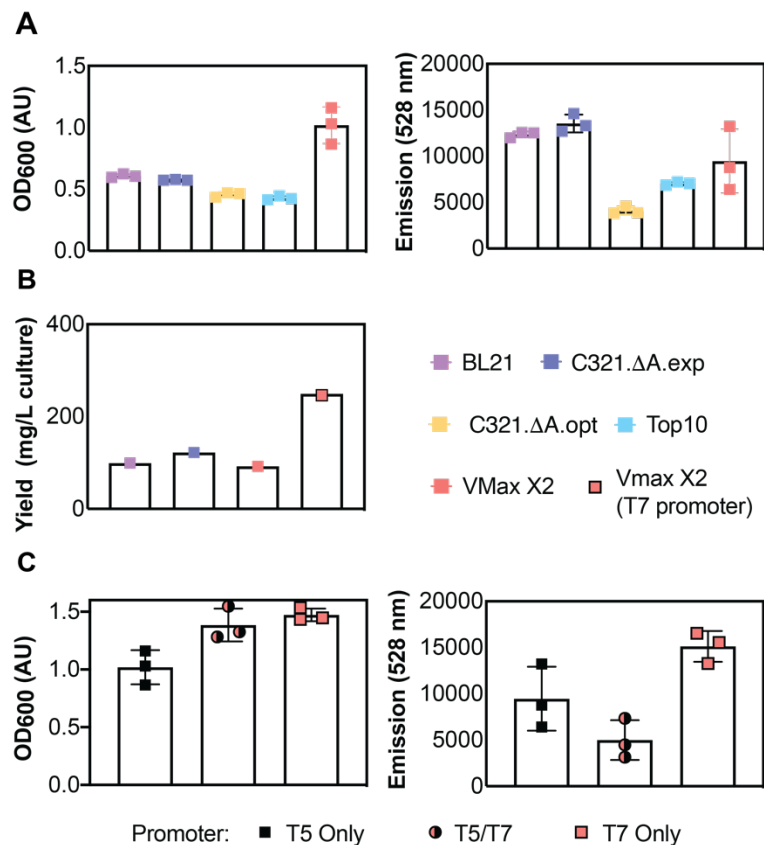 A
OD600 (AU)
1.5
1.0
0.5
0.0
Emission (528 nm)
20000
15000
10000
5000
0
B
Yield (mg/L culture)
400
200
0
BL21
C321.ΔA.exp
C321.ΔA.opt
Top10
VMax X2
Vmax X2
(T7 promoter)
C
OD600 (AU)
1.5
1.0
0.5
0.0
Emission (528 nm)
20000
15000
10000
5000
0
Promoter:
T5 Only
T5/T7
T7 Only